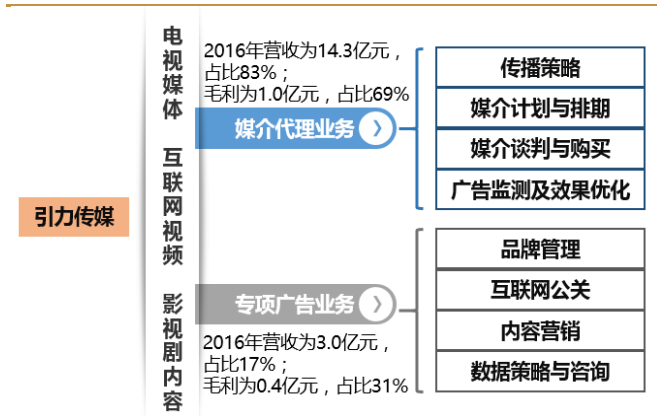 引力传媒
电视媒体
互联网视频
影视剧内容
2016年营收为14.3亿元，
占比83%；
毛利为1.0亿元，占比69%
媒介代理业务
传播策略
媒介计划与排期
媒介谈判与购买
广告监测及效果优化
专项广告业务
2016年营收为3.0亿元，
占比17%；
毛利为0.4亿元，占比31%
品牌管理
互联网公关
内容营销
数据策略与咨询